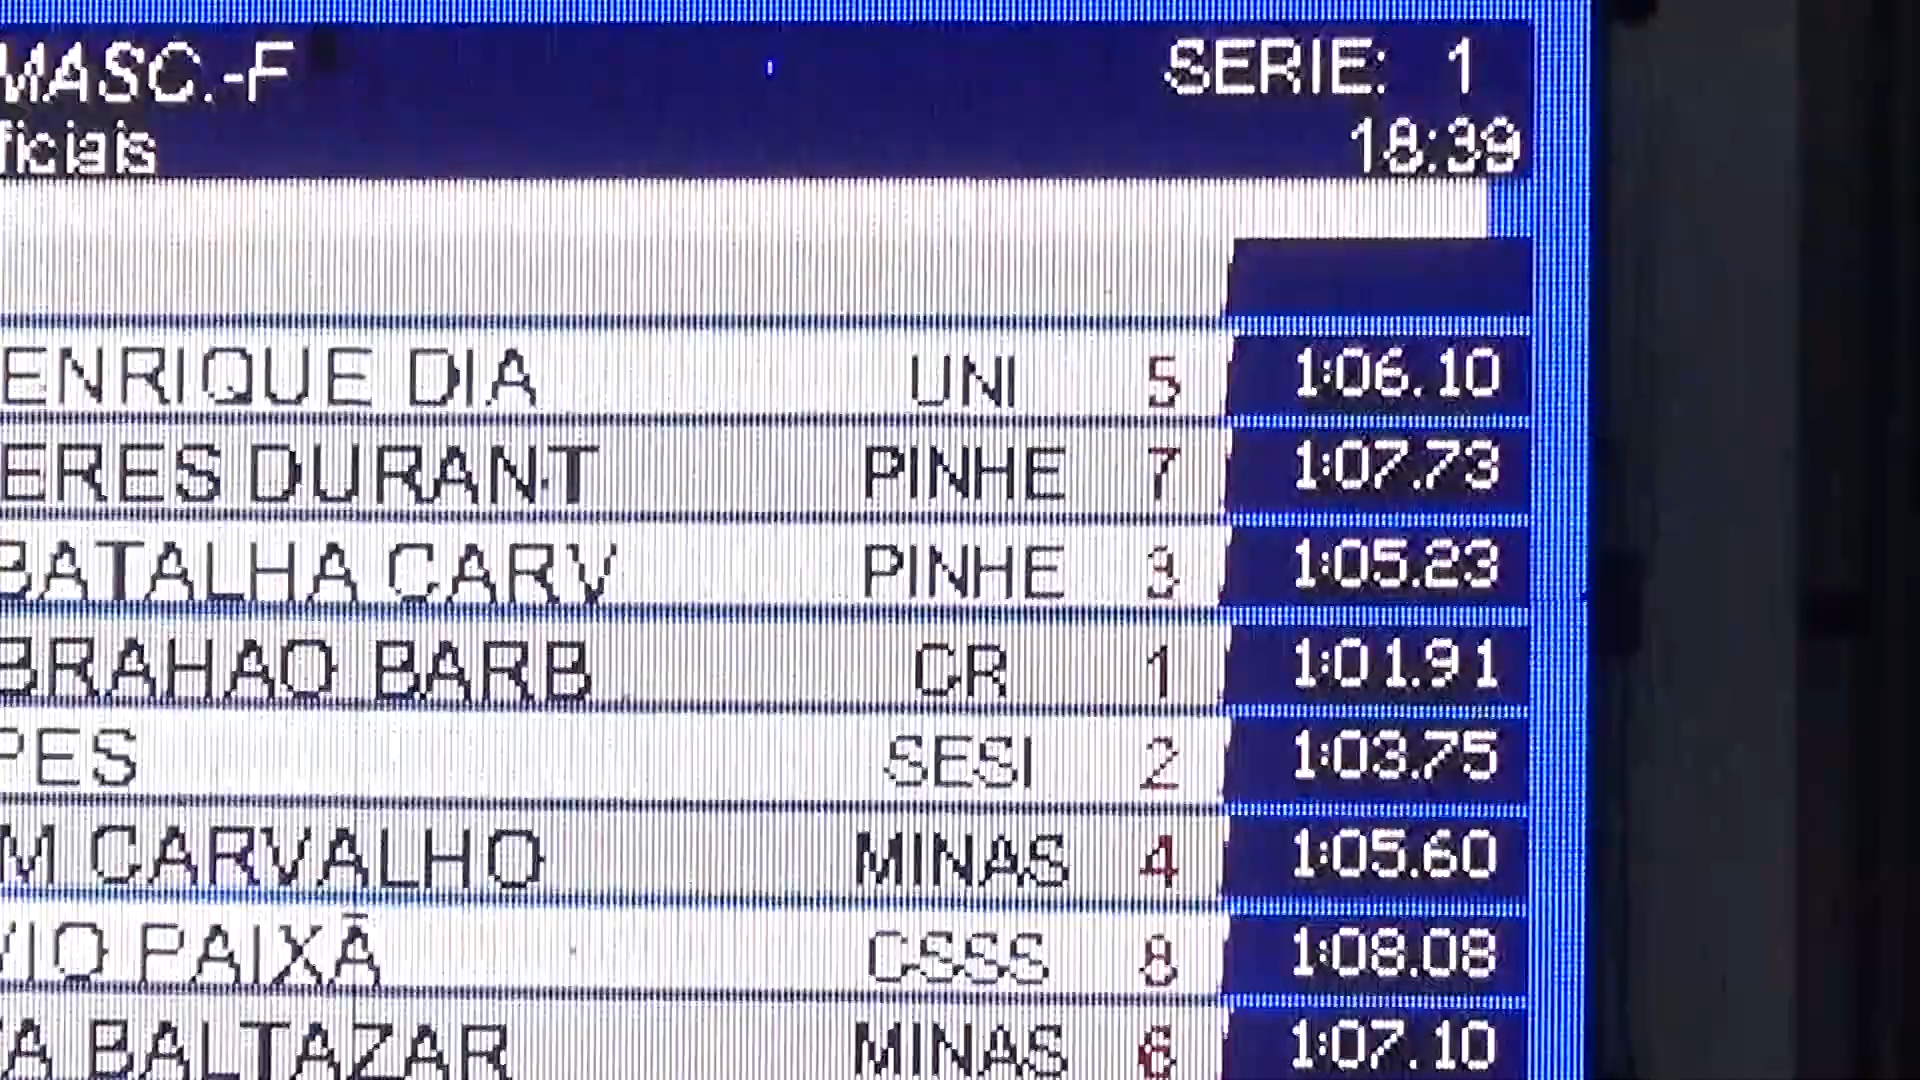 MASC.-F SERIE: 1
ficiais 18:39
ENRIQUE DIA UNI 5 1:06.10
ERES DURANT PINHE 7 1:07.73
BATALHA CARV PINHE 3 1:05.23
BRAHAO BARB CR 1 1:01.91
PES SESI 2 1:03.75
M CARVALHO MINAS 4 1:05.60
VIO PAIXÃ CSSS 8 1:08.08
A BALTAZAR MINAS 6 1:07.10